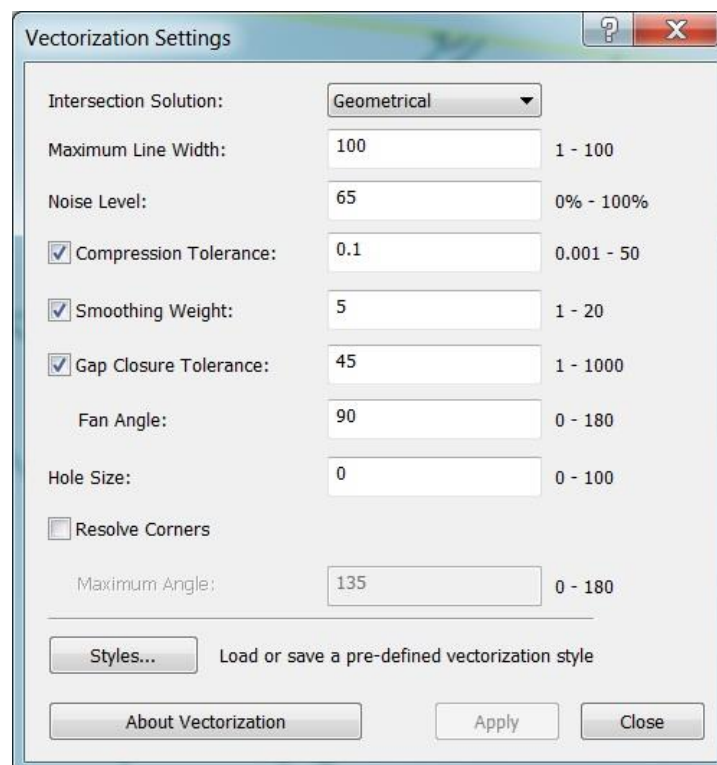 Vectorization Settings
Intersection Solution: Geometrical
Maximum Line Width: 100 1 - 100
Noise Level: 65 0% - 100%
Compression Tolerance: 0.1 0.001 - 50
Smoothing Weight: 5 1 - 20
Gap Closure Tolerance: 45 1 - 1000
Fan Angle: 90 0 - 180
Hole Size: 0 0 - 100
Resolve Corners
Maximum Angle: 135 0 - 180
Styles... Load or save a pre-defined vectorization style
About Vectorization Apply Close